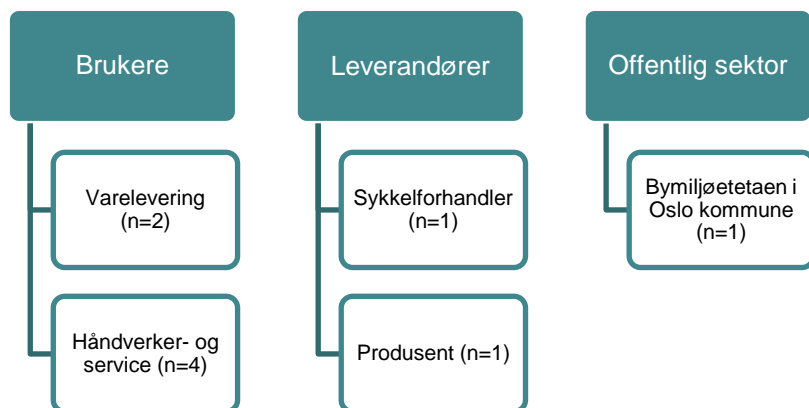 Brukere
Varelevering
(n=2)
Håndverker- og
service (n=4)
Leverandører
Sykkelforhandler
(n=1)
Produsent (n=1)
Offentlig sektor
Bymiljøetetaen i
Oslo kommune
(n=1)